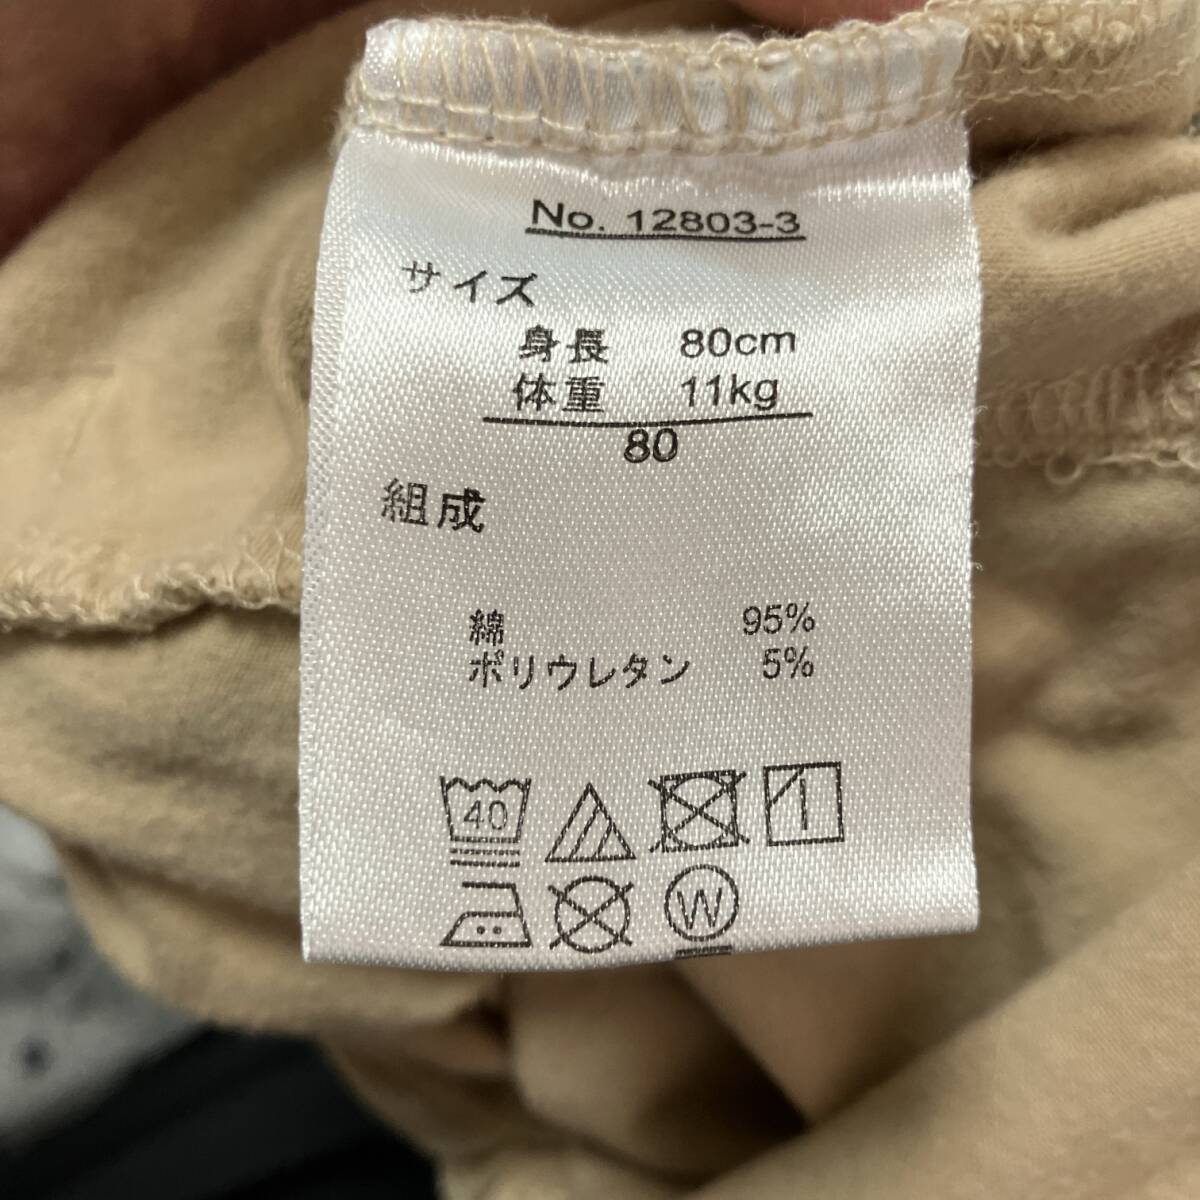 No. 12803-3
サイズ
身長 80cm
体重 11kg
80
組成
綿 95%
ポリウレタン 5%
40
W